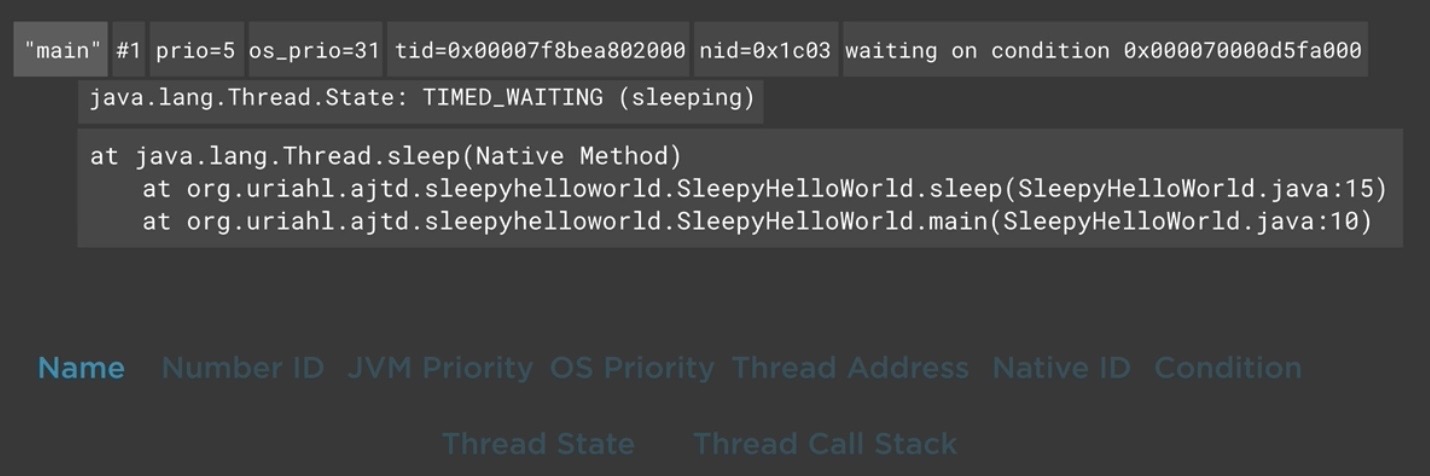 "main" #1 prio=5 os_prio=31 tid=0x00007f8bea802000 nid=0x1c03 waiting on condition 0x000070000d5fa000
java.lang.Thread.State: TIMED_WAITING (sleeping)
at java.lang.Thread.sleep(Native Method)
at org.uriahl.ajtd.sleepyhelloworld.SleepyHelloWorld.sleep(SleepyHelloWorld.java:15)
at org.uriahl.ajtd.sleepyhelloworld.SleepyHelloWorld.main(SleepyHelloWorld.java:10)
Name Number ID JVM Priority OS Priority Thread Address Native ID Condition
Thread State Thread Call Stack